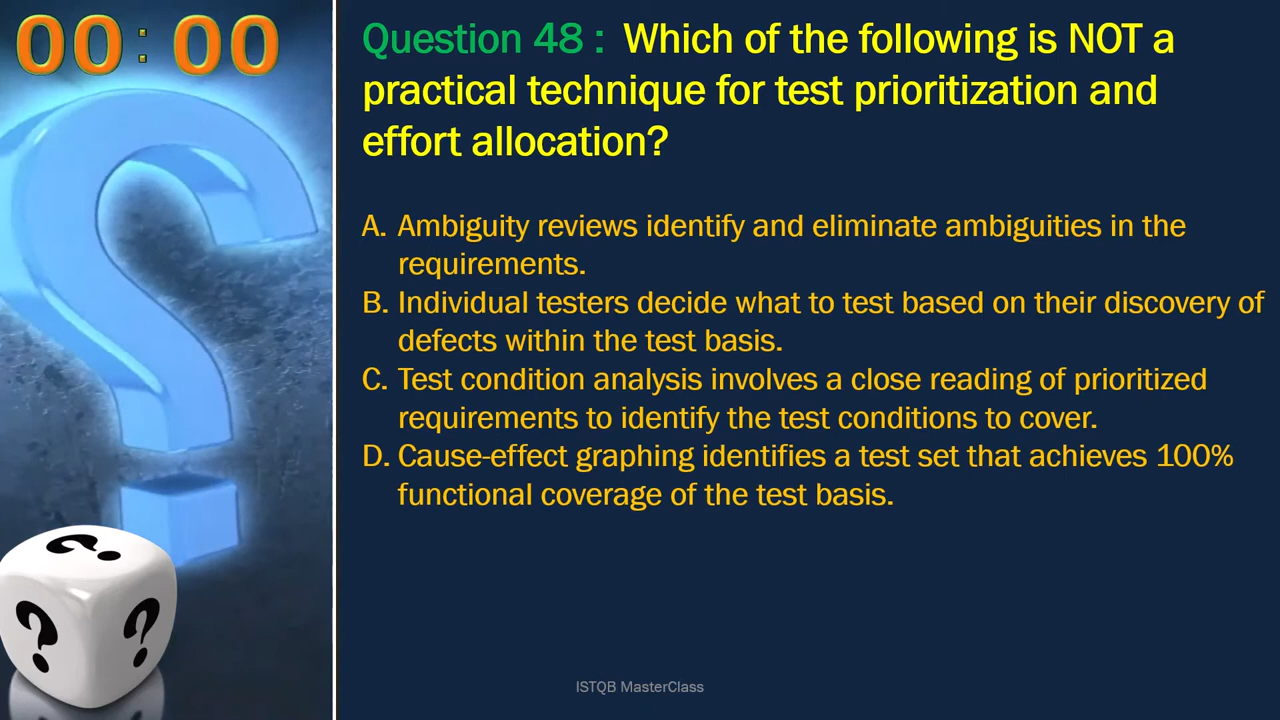 00:00
Question 48 : Which of the following is NOT a
practical technique for test prioritization and
effort allocation?
A. Ambiguity reviews identify and eliminate ambiguities in the
requirements.
B. Individual testers decide what to test based on their discovery of
defects within the test basis.
C. Test condition analysis involves a close reading of prioritized
requirements to identify the test conditions to cover.
D. Cause-effect graphing identifies a test set that achieves 100%
functional coverage of the test basis.
?
?
?
?
ISTQB MasterClass